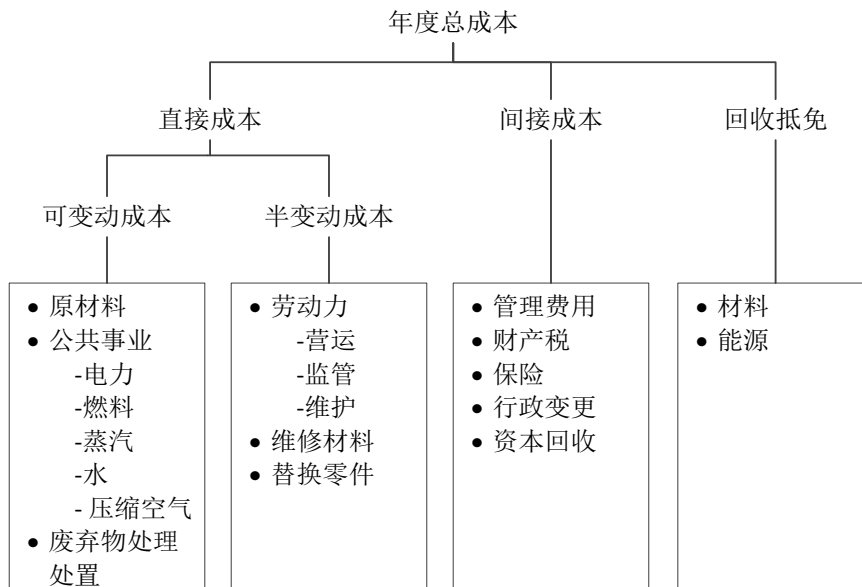 年度总成本
直接成本
间接成本
回收抵免
可变动成本
半变动成本
● 原材料
● 公共事业
-电力
-燃料
-蒸汽
-水
- 压缩空气
● 废弃物处理
处置
● 劳动力
-营运
-监管
-维护
● 维修材料
● 替换零件
● 管理费用
● 财产税
● 保险
● 行政变更
● 资本回收
● 材料
● 能源